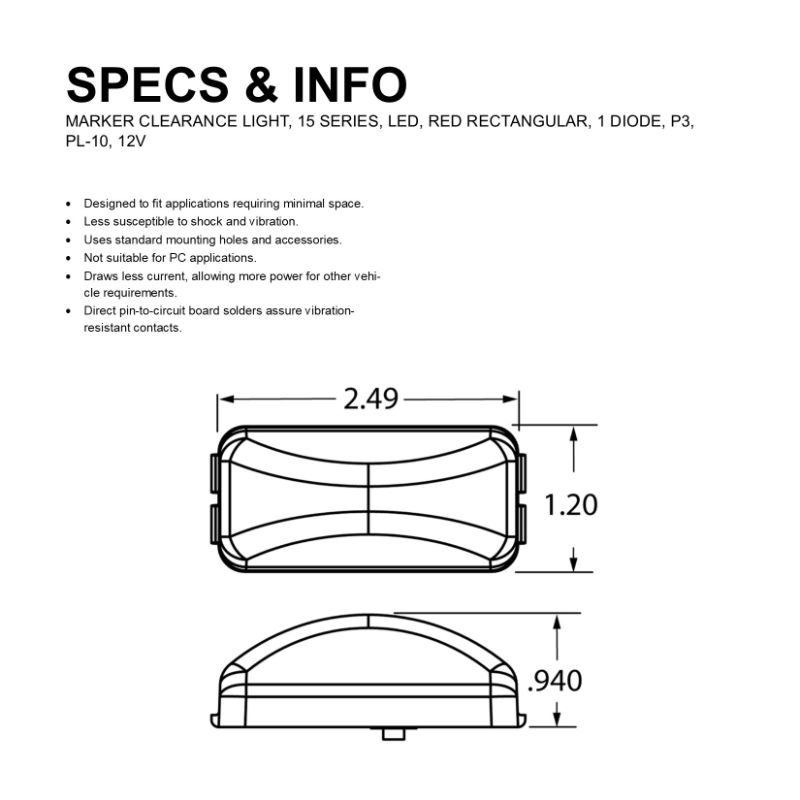 SPECS & INFO
MARKER CLEARANCE LIGHT, 15 SERIES, LED, RED RECTANGULAR, 1 DIODE, P3,
PL-10, 12V
• Designed to fit applications requiring minimal space.
• Less susceptible to shock and vibration.
• Uses standard mounting holes and accessories.
• Not suitable for PC applications.
• Draws less current, allowing more power for other vehi-
cle requirements.
• Direct pin-to-circuit board solders assure vibration-
resistant contacts.
2.49
1.20
.940